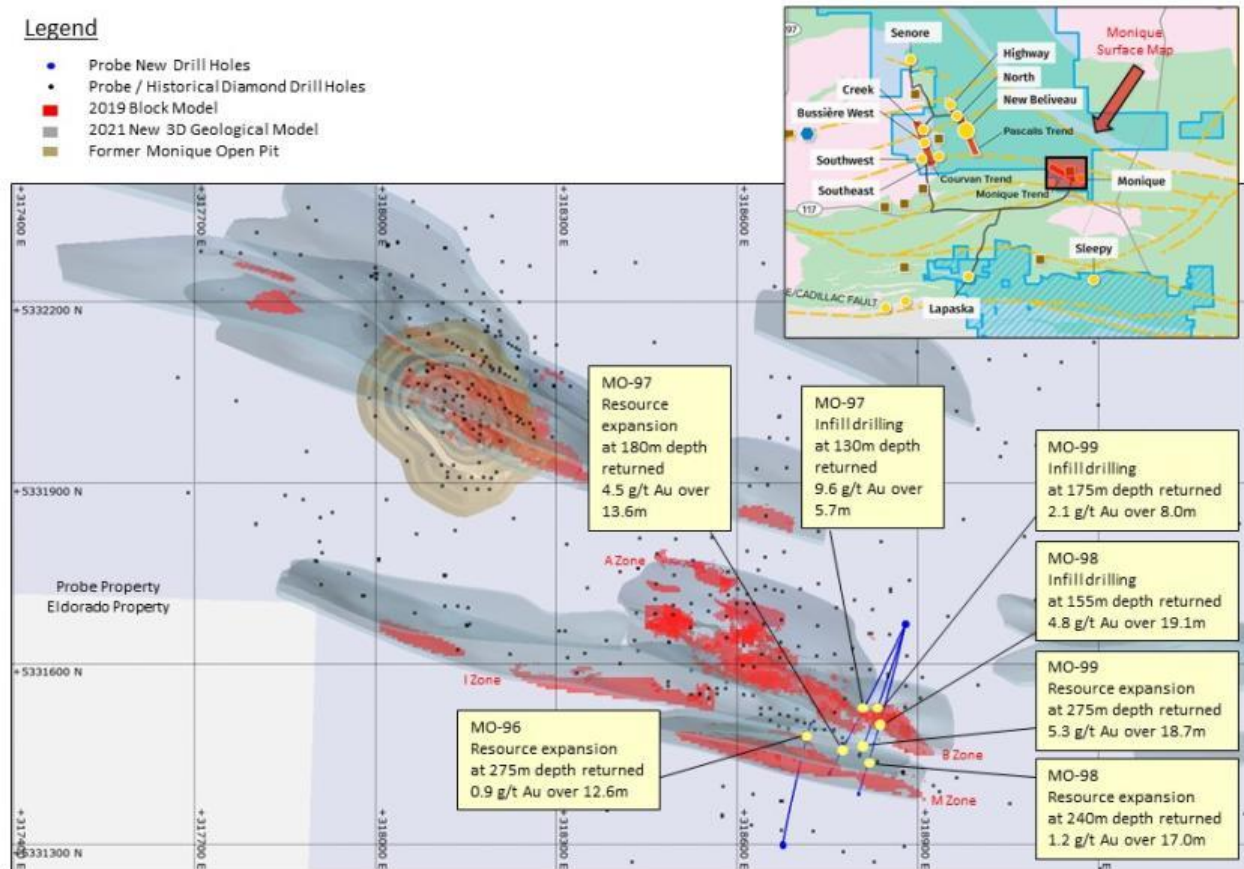 Legend
Probe New Drill Holes
Probe / Historical Diamond Drill Holes
2019 Block Model
2021 New 3D Geological Model
Former Monique Open Pit
Monique
Surface Map
Senore
Highway
North
New Beliveau
Creek
Bussière West
Pascalis Trend
Southwest
Southeast
Courvan Trend
Monique Trend
Monique
117
Sleepy
E/CADILLAC FAULT
Lapaska
+317400 E
+317700 E
+318000 E
+318300 E
+318600 E
+5332200 N
+5331900 N
+5331600 N
+5331300 N
MO-97
Resource
expansion
at 180m depth
returned
4.5 g/t Au over
13.6m
MO-97
Infill drilling
at 130m depth
returned
9.6 g/t Au over
5.7m
MO-99
Infill drilling
at 175m depth returned
2.1 g/t Au over 8.0m
MO-98
Infill drilling
at 155m depth returned
4.8 g/t Au over 19.1m
MO-99
Resource expansion
at 275m depth returned
5.3 g/t Au over 18.7m
MO-98
Resource expansion
at 240m depth returned
1.2 g/t Au over 17.0m
MO-96
Resource expansion
at 275m depth returned
0.9 g/t Au over 12.6m
Probe Property
Eldorado Property
A Zone
I Zone
B Zone
M Zone
+317400 E
+317700 E
+318000 E
+318300 E
+318600 E
+318900 E